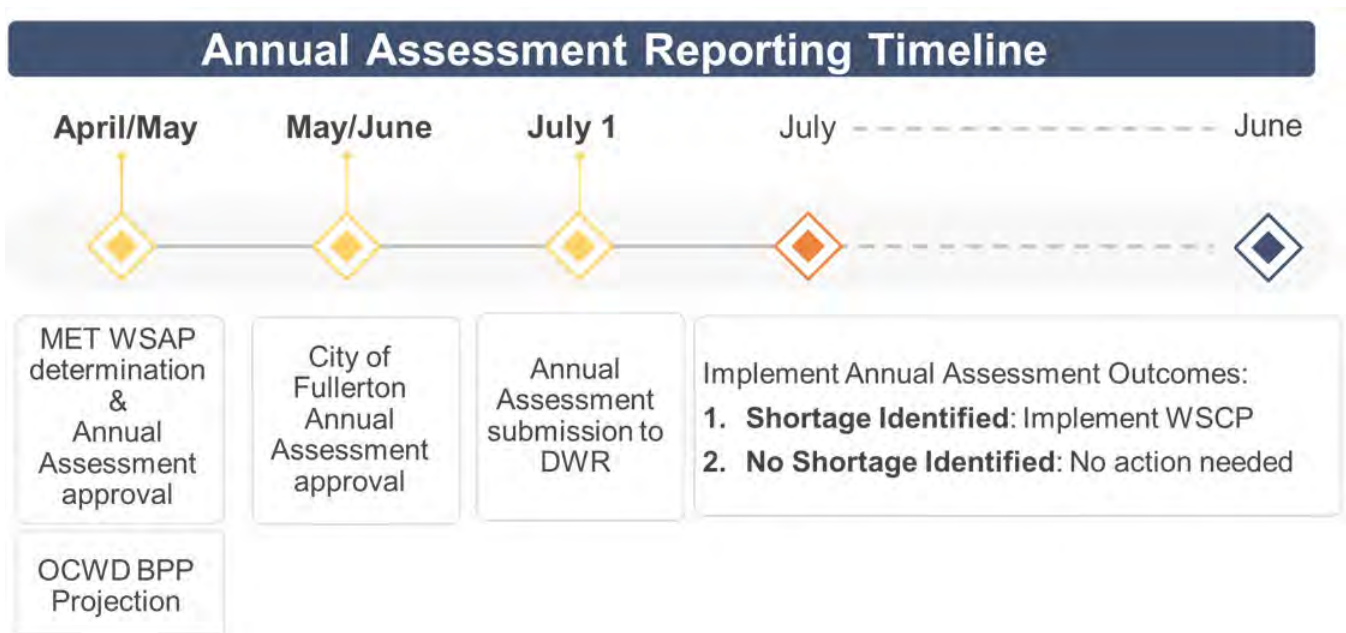 Annual Assessment Reporting Timeline
April/May
May/June
July 1
July
June
MET WSAP
determination
&
Annual
Assessment
approval
OCWD BPP
Projection
City of
Fullerton
Annual
Assessment
approval
Annual
Assessment
submission to
DWR
Implement Annual Assessment Outcomes:
1. Shortage Identified: Implement WSCP
2. No Shortage Identified: No action needed